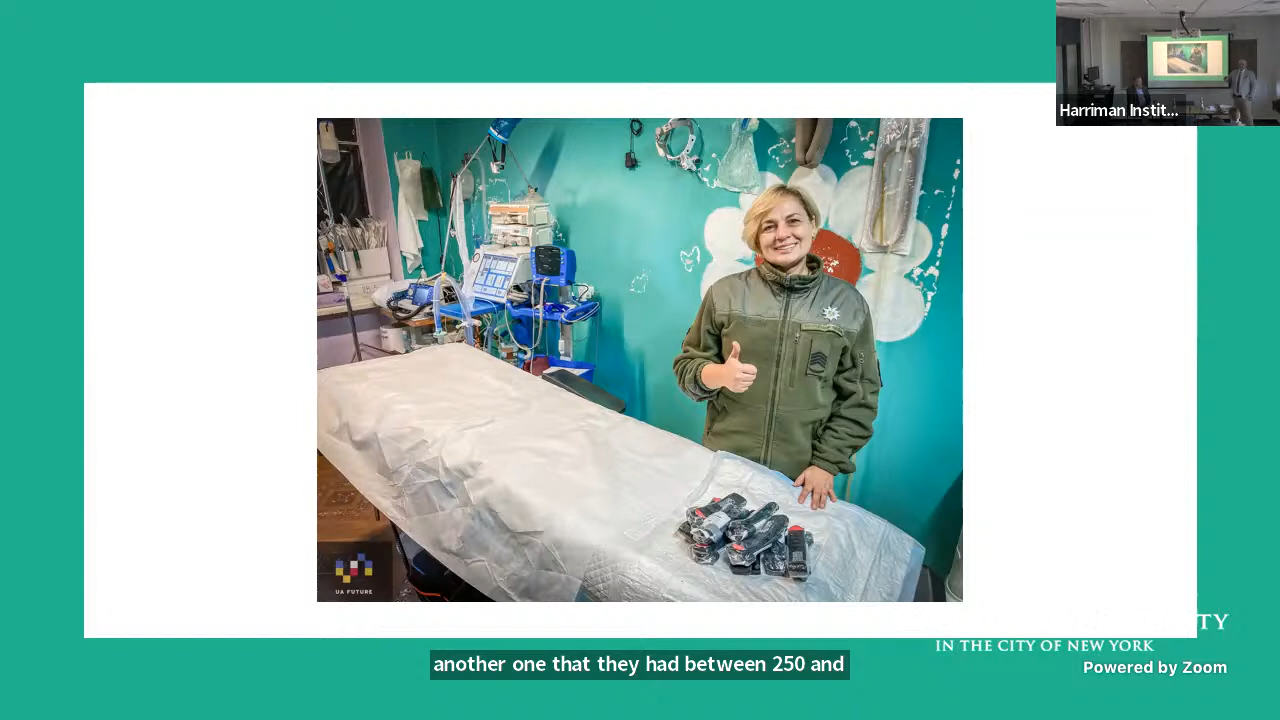 Harriman Instit...
UA FUTURE
TY
IN THE CITY OF NEW YORK
another one that they had between 250 and
Powered by Zoom